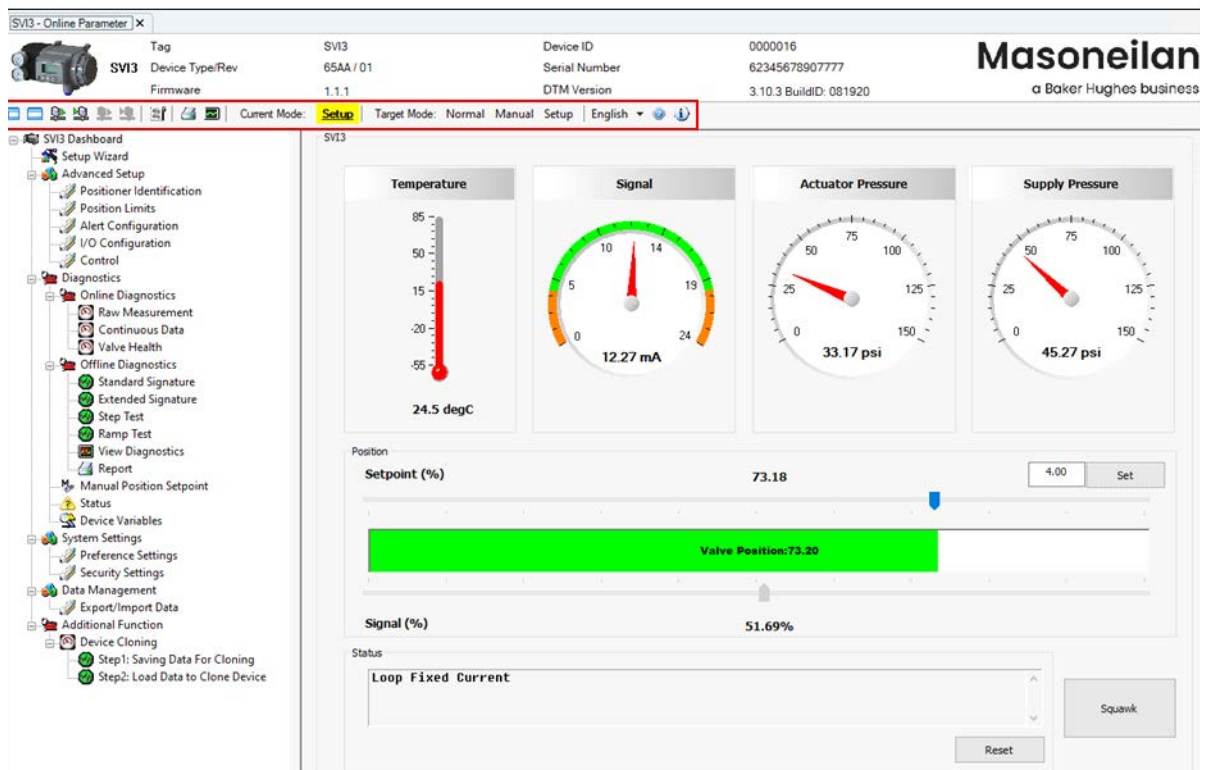 SVI3 - Online Parameter
SVI3
Tag SVI3 Device ID 0000016
Device Type/Rev 65AA / 01 Serial Number 62345678907777
Firmware 1.1.1 DTM Version 3.10.3 BuildID: 081920
Masoneilan
a Baker Hughes business
Current Mode: Setup Target Mode: Normal Manual Setup English
SVI3 Dashboard
Setup Wizard
Advanced Setup
Positioner Identification
Position Limits
Alert Configuration
I/O Configuration
Control
Diagnostics
Online Diagnostics
Raw Measurement
Continuous Data
Valve Health
Offline Diagnostics
Standard Signature
Extended Signature
Step Test
Ramp Test
View Diagnostics
Report
Manual Position Setpoint
Status
Device Variables
System Settings
Preference Settings
Security Settings
Data Management
Export/Import Data
Additional Function
Device Cloning
Step1: Saving Data For Cloning
Step2: Load Data to Clone Device
SVI3
Temperature
85
50
15
-20
-55
24.5 degC
Signal
0 5 10 14 19 24
12.27 mA
Actuator Pressure
0 25 50 75 100 125 150
33.17 psi
Supply Pressure
0 25 50 75 100 125 150
45.27 psi
Position
Setpoint (%) 73.18 4.00 Set
Valve Position:73.20
Signal (%) 51.69%
Status
Loop Fixed Current
Squawk
Reset